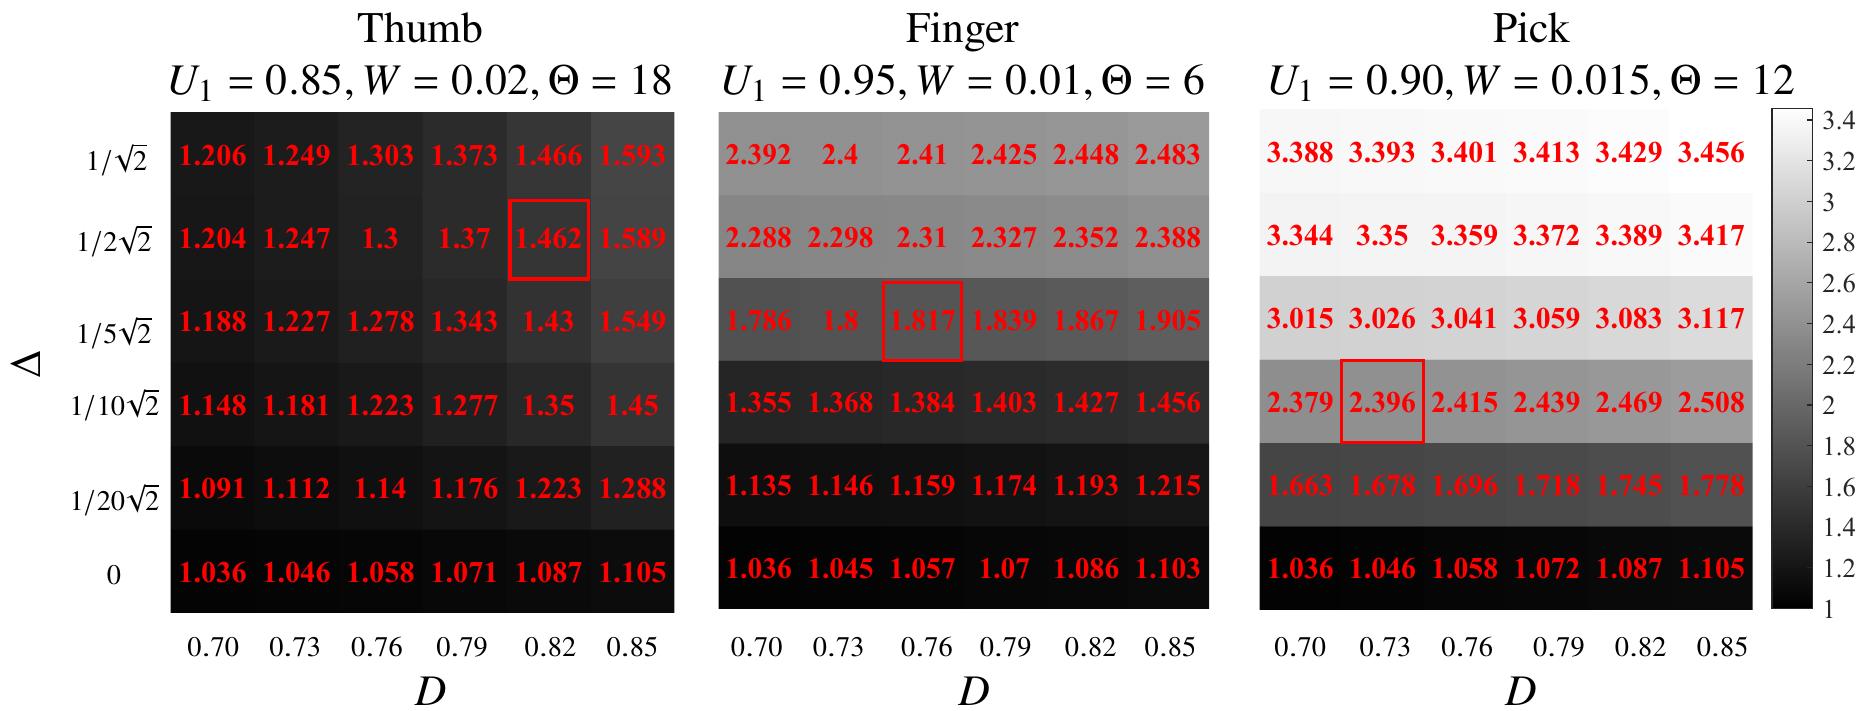 Thumb Finger Pick
U₁ = 0.85, W = 0.02, Θ = 18 U₁ = 0.95, W = 0.01, Θ = 6 U₁ = 0.90, W = 0.015, Θ = 12
1/√2 1.206 1.249 1.303 1.373 1.466 1.593 2.392 2.4 2.41 2.425 2.448 2.483 3.388 3.393 3.401 3.413 3.429 3.456
1/2√2 1.204 1.247 1.3 1.37 1.462 1.589 2.288 2.298 2.31 2.327 2.352 2.388 3.344 3.35 3.359 3.372 3.389 3.417
1/5√2 1.188 1.227 1.278 1.343 1.43 1.549 1.786 1.8 1.817 1.839 1.867 1.905 3.015 3.026 3.041 3.059 3.083 3.117
1/10√2 1.148 1.181 1.223 1.277 1.35 1.45 1.355 1.368 1.384 1.403 1.427 1.456 2.379 2.396 2.415 2.439 2.469 2.508
1/20√2 1.091 1.112 1.14 1.176 1.223 1.288 1.135 1.146 1.159 1.174 1.193 1.215 1.663 1.678 1.696 1.718 1.745 1.778
0 1.036 1.046 1.058 1.071 1.087 1.105 1.036 1.045 1.057 1.07 1.086 1.103 1.036 1.046 1.058 1.072 1.087 1.105
Δ
0.70 0.73 0.76 0.79 0.82 0.85 0.70 0.73 0.76 0.79 0.82 0.85 0.70 0.73 0.76 0.79 0.82 0.85
D D D
3.4
3.2
3
2.8
2.6
2.4
2.2
2
1.8
1.6
1.4
1.2
1